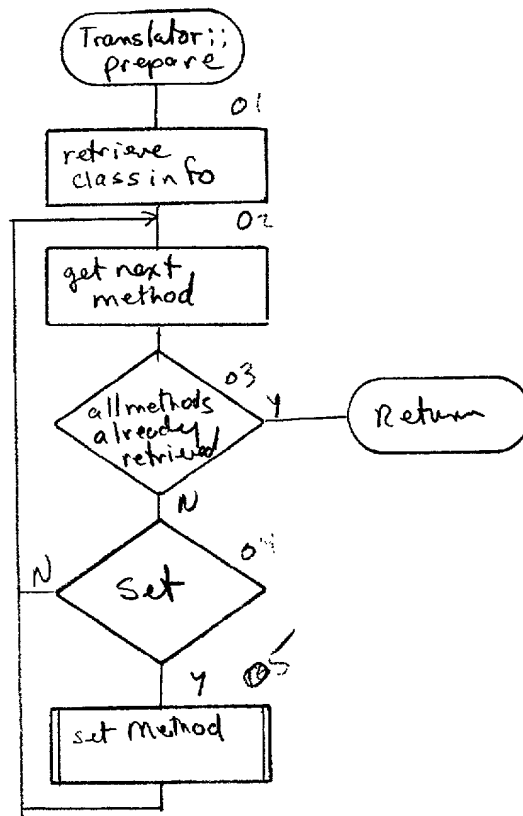 Translator::
prepare
01
retrieve
class info
02
get next
method
03
all methods
already
retrieved
Y
Return
N
04
Set
N
Y
05
set Method